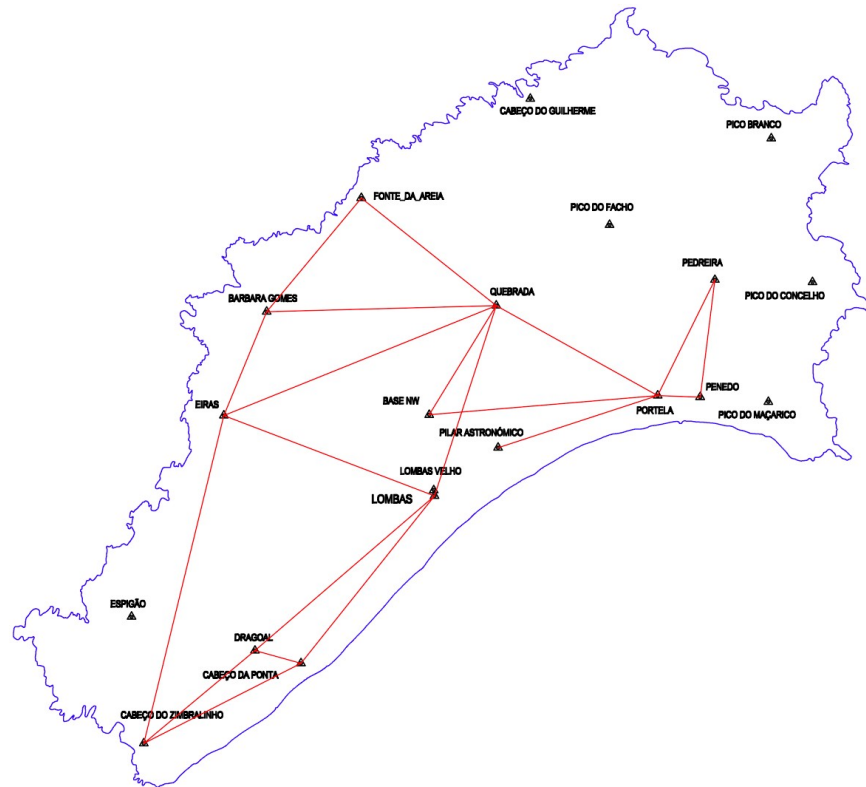 CABEÇO DO GUILHERME
PICO BRANCO
FONTE_DA_AREIA
PICO DO FACHO
PEDREIRA
PICO DO CONCELHO
BARBARA GOMES
QUEBRADA
EIRAS
BASE NW
PENEDO
PORTELA
PICO DO MAÇARICO
PILAR ASTRONÓMICO
LOMBAS VELHO
LOMBAS
ESPIGÃO
DRAGOAL
CABEÇO DA PONTA
CABEÇO DO ZIMBRALINHO